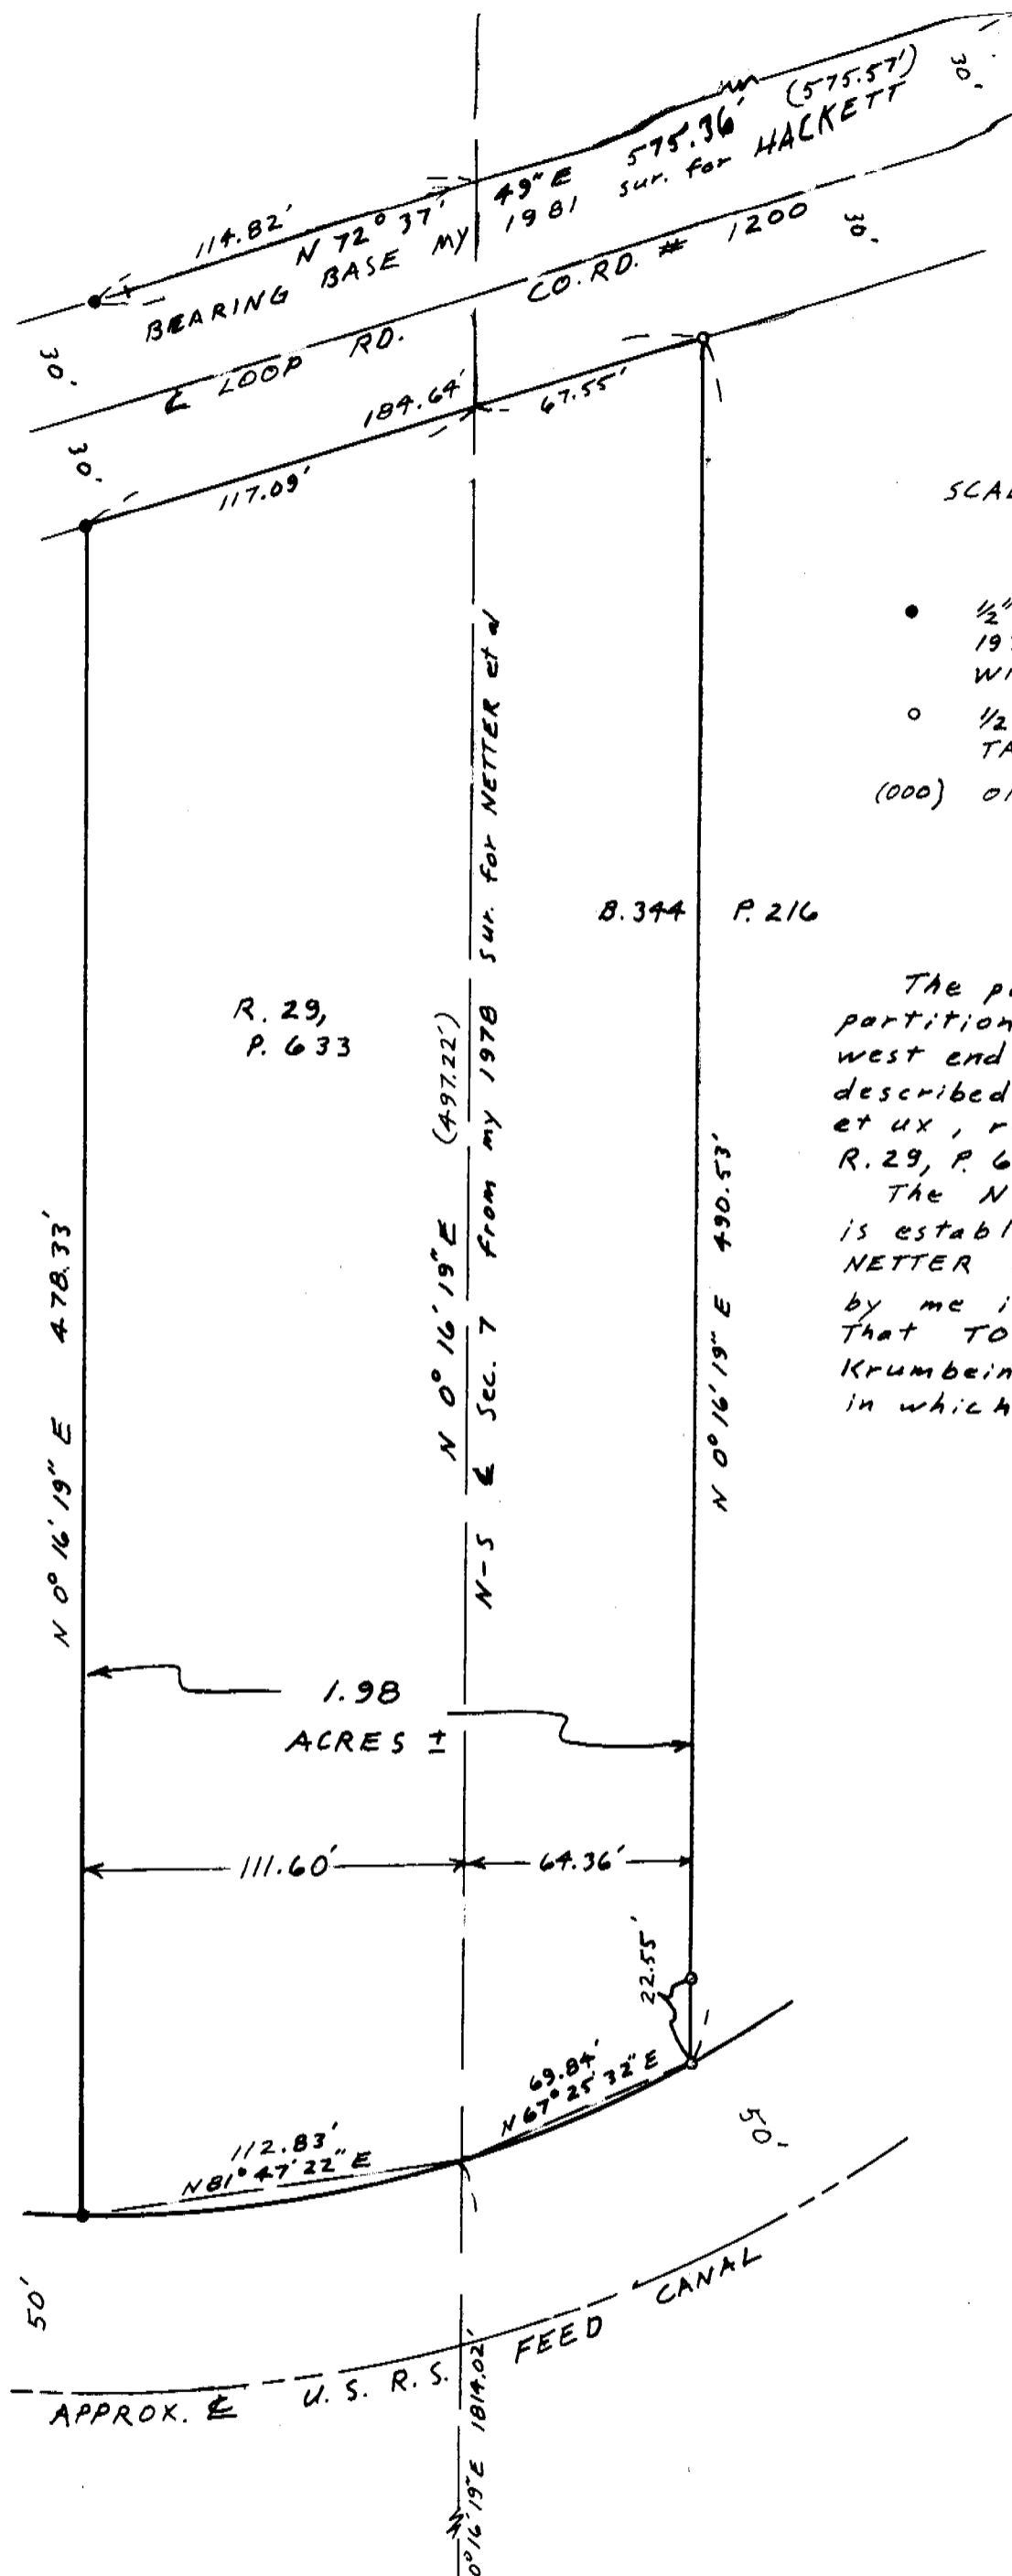 575.36' (575.57')
30'
114.82'
N 72° 37' 49" E
BEARING BASE MY 1981 sur. for HACKETT
30'
℄ LOOP RD. CO. RD. # 1200
30'
184.64'
67.55'
30'
117.09'
SCAL
● 1/2"
19
WI
○ 1/2
TA
(000) OR
B. 344 P. 216
R. 29,
P. 633
N 0° 16' 19" E (497.22')
N-S ℄ Sec. 7 from my 1978 sur. for NETTER et al
N 0° 16' 19" E 478.33'
N 0° 16' 19" E 490.53'
The pa
partition
west end
described
et ux, r
R. 29, P. 6
The N
is establ
NETTER
by me i
That TO
Krumbein
in which
1.98
ACRES ±
111.60'
64.36'
22.55'
69.84'
N 67° 25' 32" E
112.83'
N 81° 47' 22" E
50'
50'
APPROX. ℄ U. S. R. S. FEED CANAL
0° 16' 19" E 1814.02'